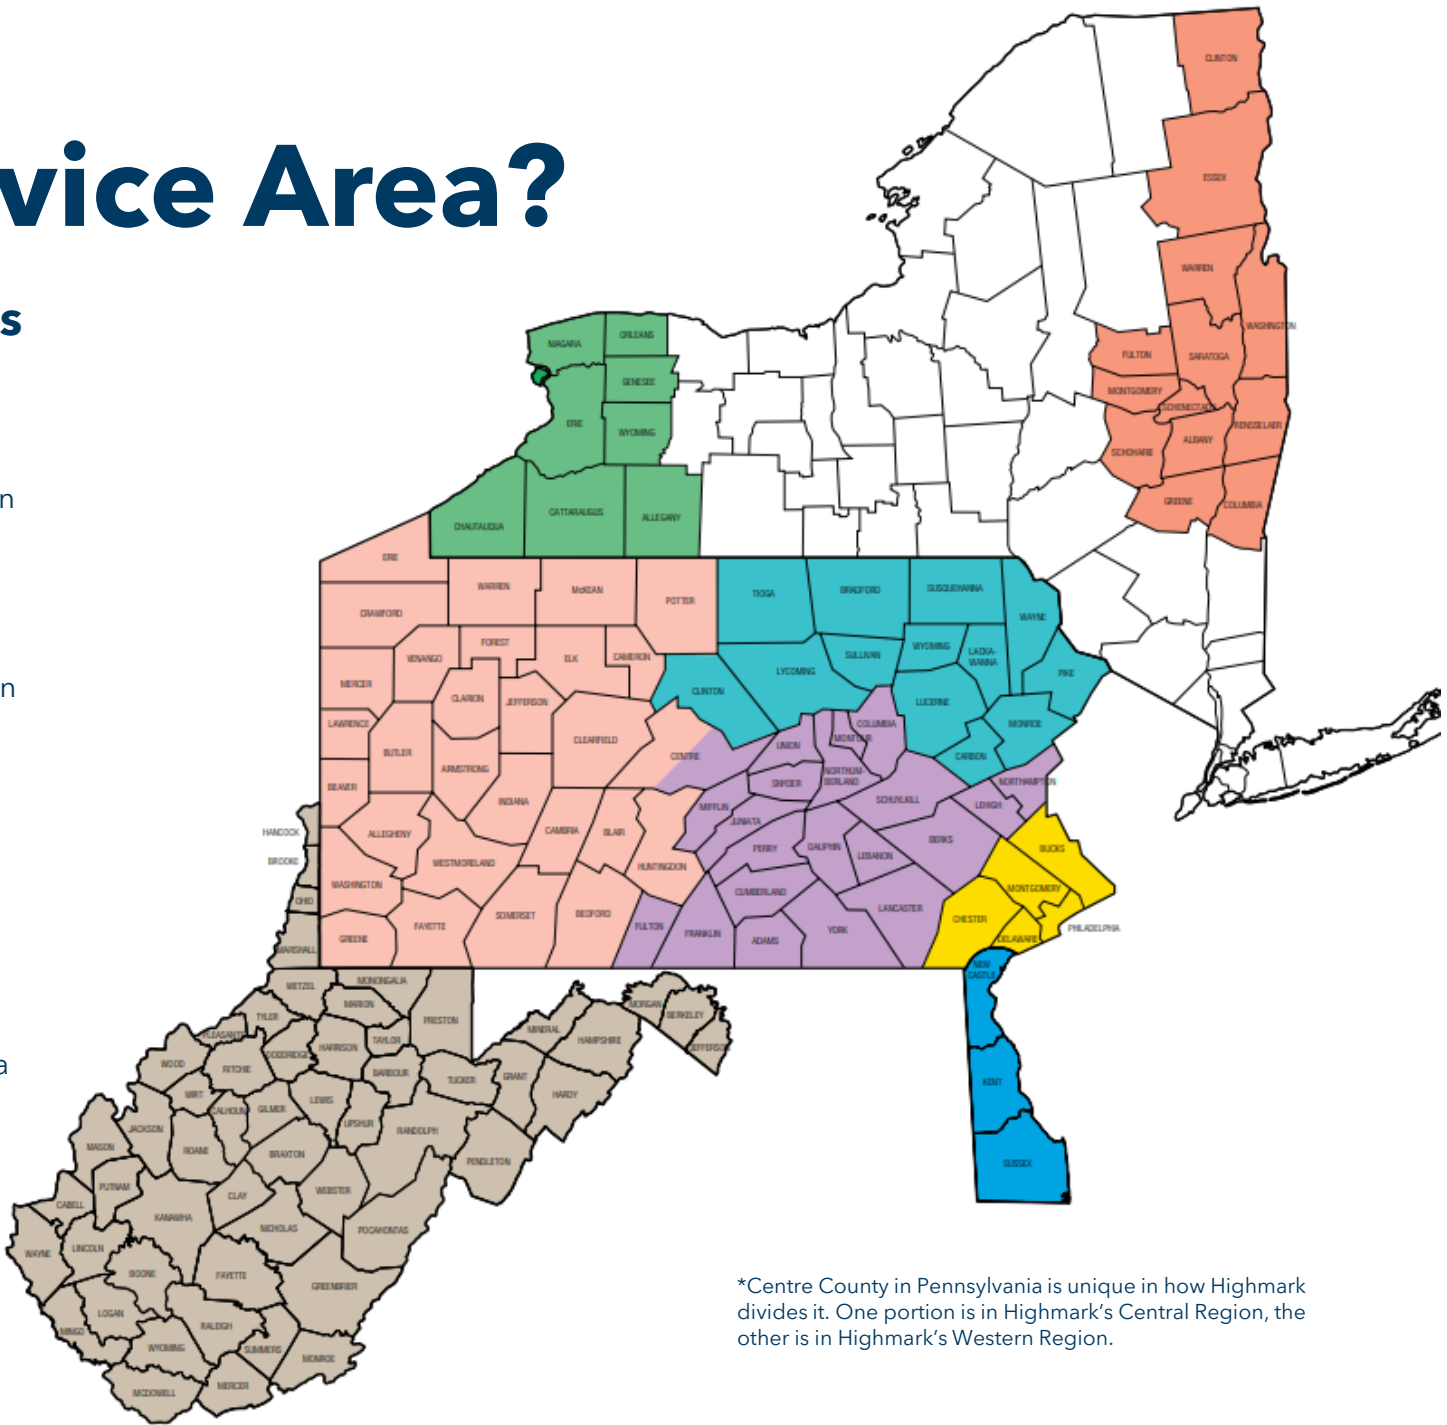 vice Area?
s
n
n
a
CLINTON
ESSEX
WARREN
WASHINGTON
FULTON
SARATOGA
MONTGOMERY
SCHENECTADY
RENSSELAER
SCHOHARIE
ALBANY
GREENE
COLUMBIA
NIAGARA
ORLEANS
GENESEE
ERIE
WYOMING
CHAUTAUQUA
CATTARAUGUS
ALLEGANY
ERIE
CRAWFORD
WARREN
McKEAN
POTTER
TIOGA
BRADFORD
SUSQUEHANNA
WAYNE
MERCER
VENANGO
FOREST
ELK
CAMERON
CLINTON
LYCOMING
SULLIVAN
WYOMING
LACKA-
WANNA
PIKE
LAWRENCE
CLARION
JEFFERSON
CLEARFIELD
CENTRE
LUCERNE
MONROE
CARBON
BUTLER
ARMSTRONG
INDIANA
BEAVER
ALLEGHENY
WESTMORELAND
CAMBRIA
BLAIR
HUNTINGDON
WASHINGTON
GREENE
FAYETTE
SOMERSET
BEDFORD
COLUMBIA
MONTOUR
UNION
NORTHUM-
BERLAND
SNYDER
MIFFLIN
JUNIATA
PERRY
DAUPHIN
LEBANON
SCHUYLKILL
LEHIGH
NORTHAMPTON
BERKS
CUMBERLAND
LANCASTER
FULTON
FRANKLIN
ADAMS
YORK
BUCKS
MONTGOMERY
CHESTER
DELAWARE
PHILADELPHIA
NEW
CASTLE
KENT
SUSSEX
HANCOCK
BROOKE
OHIO
MARSHALL
WETZEL
MONONGALIA
MARION
PRESTON
TYLER
PLEASANTS
DODDRIDGE
HARRISON
TAYLOR
MINERAL
HAMPSHIRE
MORGAN
BERKELEY
JEFFERSON
WOOD
RITCHIE
BARBOUR
TUCKER
GRANT
HARDY
WIRT
CALHOUN
GILMER
LEWIS
UPSHUR
RANDOLPH
PENDLETON
MASON
JACKSON
ROANE
BRAXTON
WEBSTER
PUTNAM
CABELL
KANAWHA
CLAY
NICHOLAS
POCAHONTAS
WAYNE
LINCOLN
BOONE
FAYETTE
GREENBRIER
LOGAN
MINGO
RALEIGH
WYOMING
SUMMERS
MONROE
MCDOWELL
MERCER
*Centre County in Pennsylvania is unique in how Highmark
divides it. One portion is in Highmark’s Central Region, the
other is in Highmark’s Western Region.